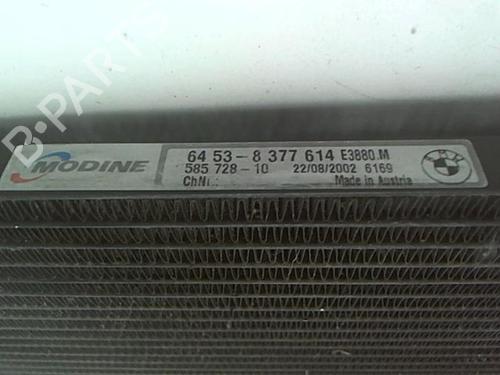 B-PARTS
MODINE
64 53- 8 377 614 E3880.M
585 728- 10 22/08/2002 6169
ChNr.: Made in Austria
BMW